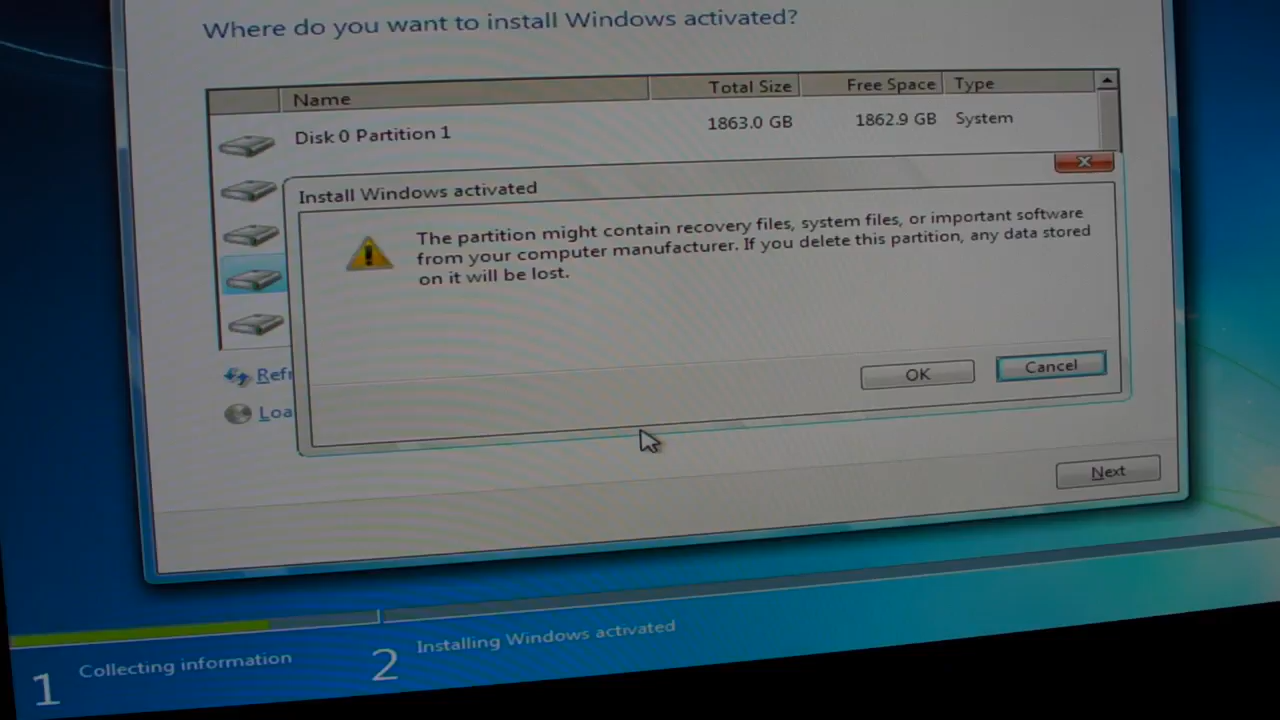 Where do you want to install Windows activated?
Name Total Size Free Space Type
Disk 0 Partition 1 1863.0 GB 1862.9 GB System
Install Windows activated
The partition might contain recovery files, system files, or important software
from your computer manufacturer. If you delete this partition, any data stored
on it will be lost.
OK Cancel
Refr
Loa
Next
1 Collecting information
2 Installing Windows activated